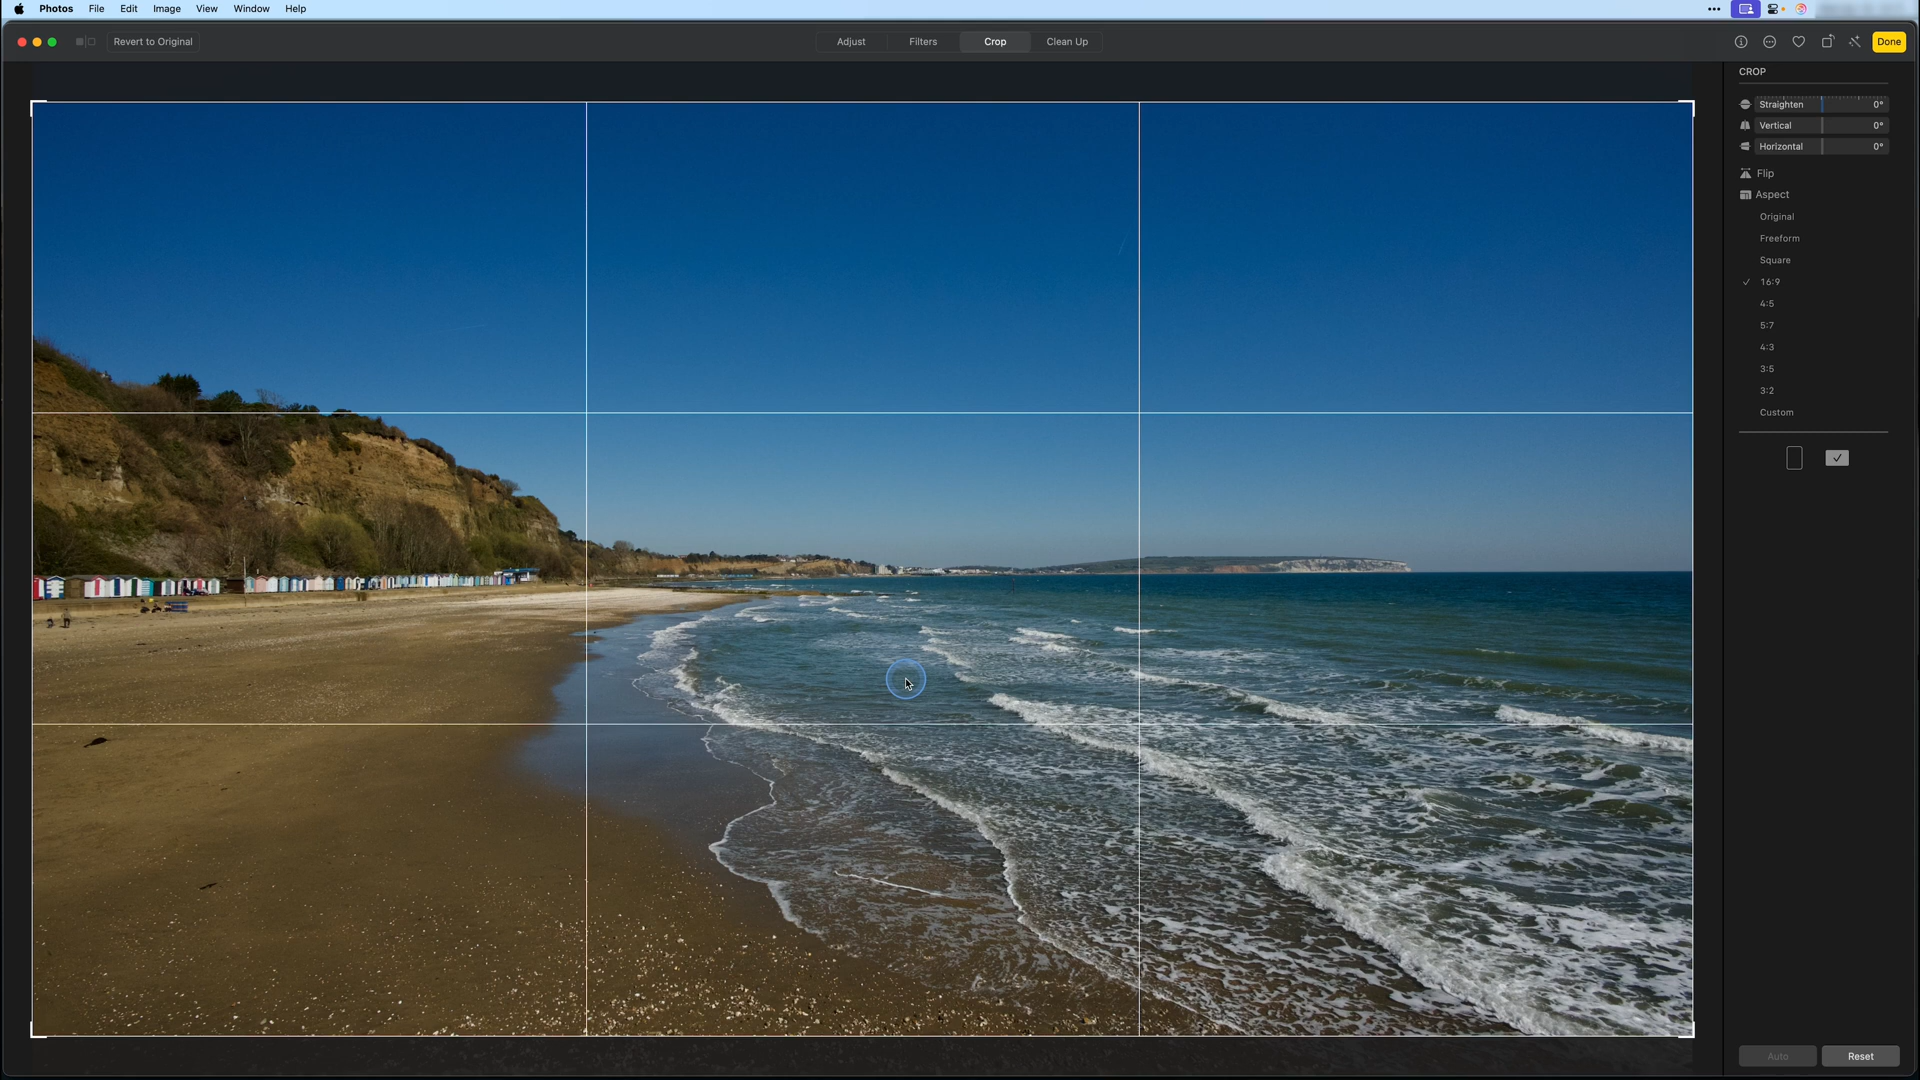 Photos File Edit Image View Window Help
Revert to Original Adjust Filters Crop Clean Up Done
CROP
Straighten 0°
Vertical 0°
Horizontal 0°
Flip
Aspect
Original
Freeform
Square
16:9
4:5
5:7
4:3
3:5
3:2
Custom
Auto Reset